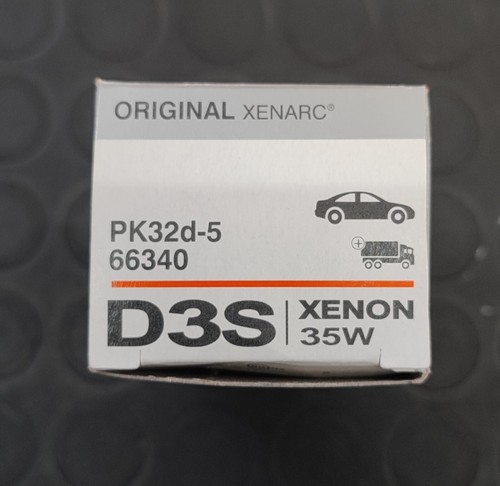 ORIGINAL XENARC®
PK32d-5
66340
D3S
XENON
35W